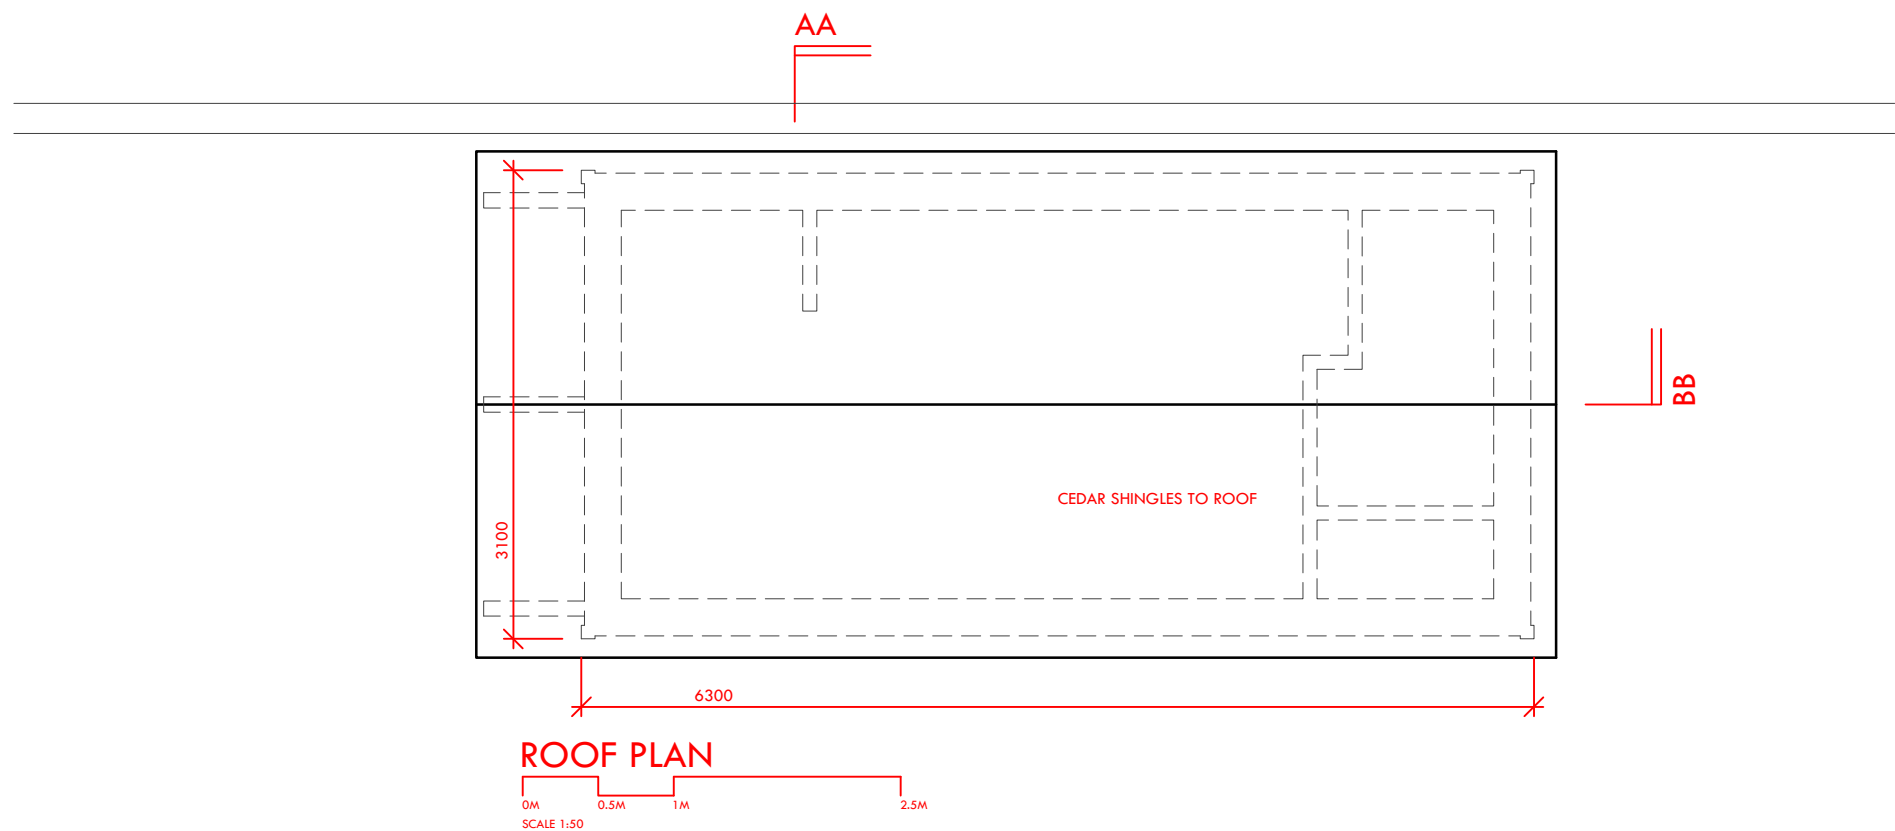 AA
BB
CEDAR SHINGLES TO ROOF
3100
6300
ROOF PLAN
0M 0.5M 1M 2.5M
SCALE 1:50